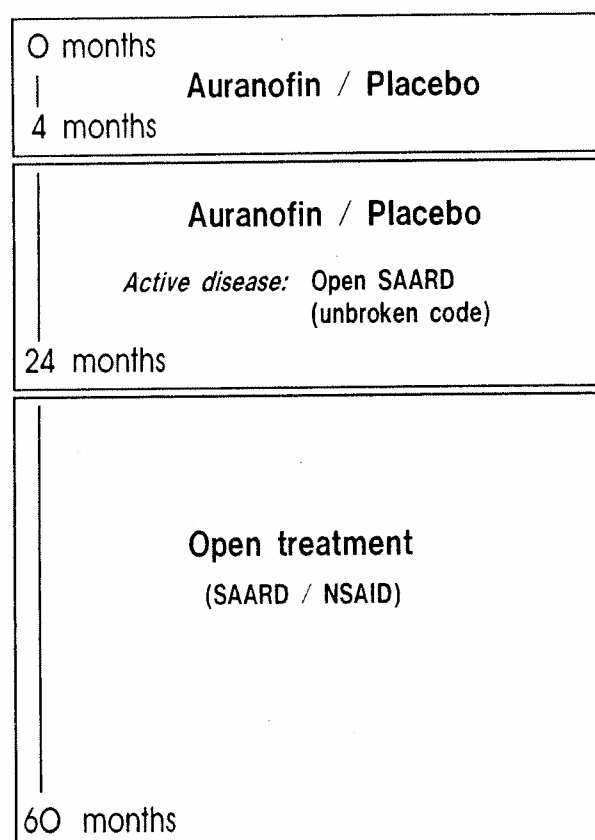 0 months
Auranofin / Placebo
4 months
Auranofin / Placebo
Active disease: Open SAARD
(unbroken code)
24 months
Open treatment
(SAARD / NSAID)
60 months